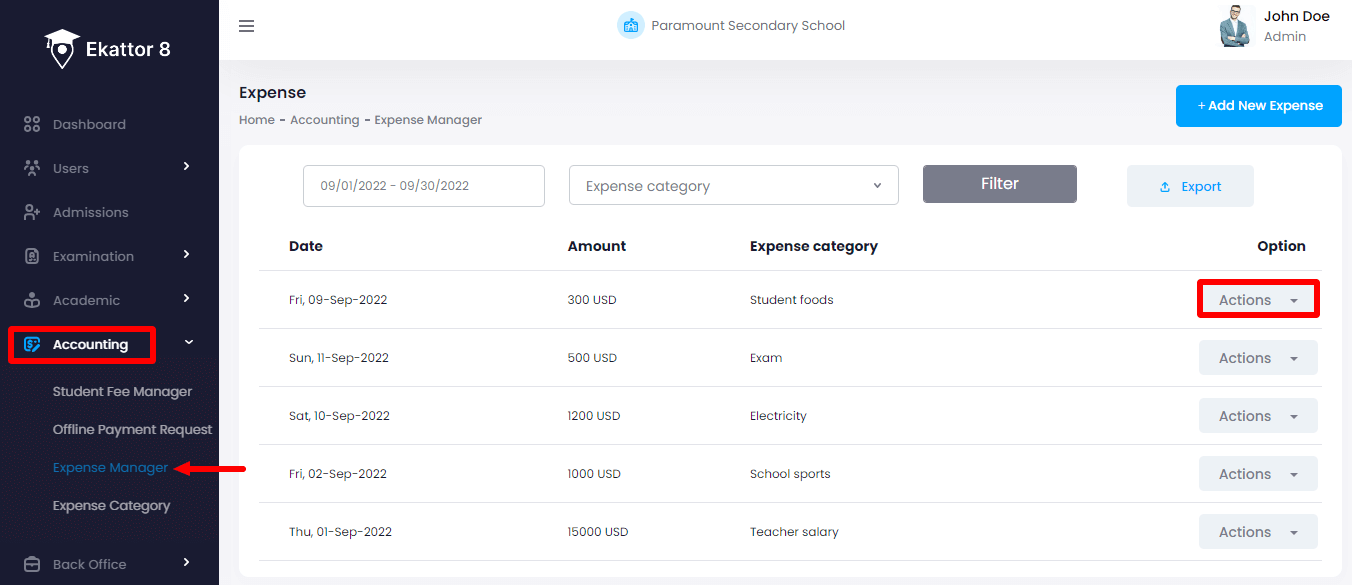 Ekattor 8
Dashboard
Users
Admissions
Examination
Academic
Accounting
Student Fee Manager
Offline Payment Request
Expense Manager
Expense Category
Back Office
Paramount Secondary School
John Doe
Admin
Expense
Home - Accounting - Expense Manager
+ Add New Expense
09/01/2022 - 09/30/2022 Expense category Filter Export
Date Amount Expense category Option
Fri, 09-Sep-2022 300 USD Student foods Actions
Sun, 11-Sep-2022 500 USD Exam Actions
Sat, 10-Sep-2022 1200 USD Electricity Actions
Fri, 02-Sep-2022 1000 USD School sports Actions
Thu, 01-Sep-2022 15000 USD Teacher salary Actions